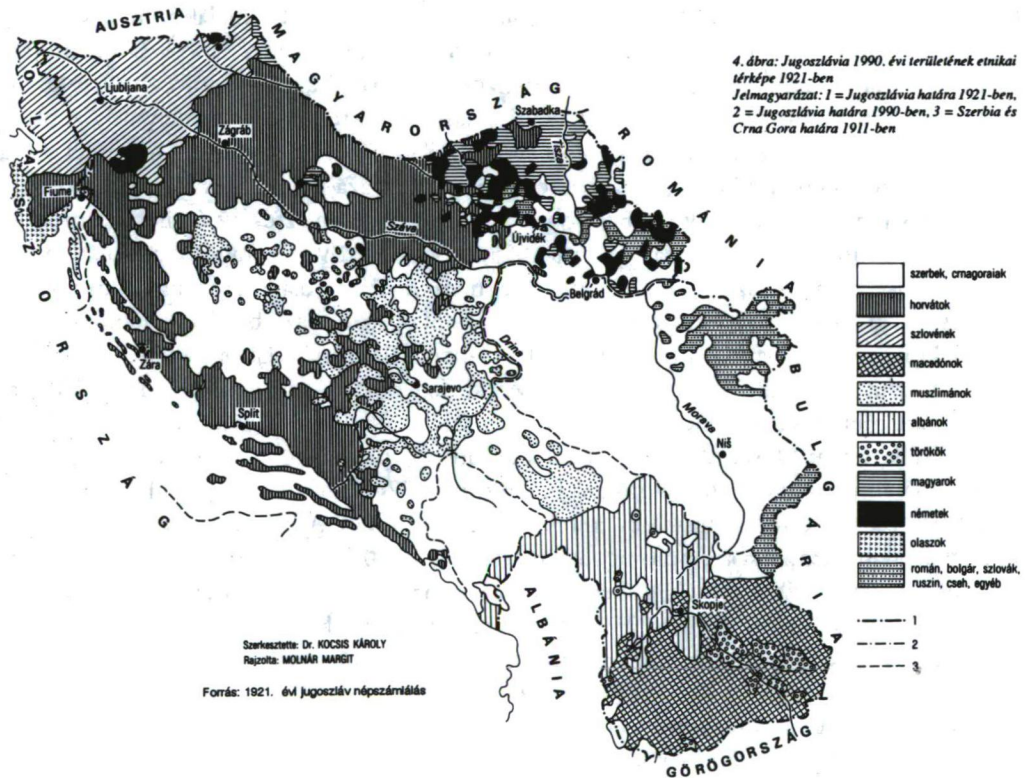 AUSZTRIA
MAGYARORSZÁG
ROMÁNIA
BULGÁRIA
GÖRÖGORSZÁG
ALBÁNIA
OLASZORSZÁG
4. ábra: Jugoszlávia 1990. évi területének etnikai
térképe 1921-ben
Jelmagyarázat: 1 = Jugoszlávia határa 1921-ben,
2 = Jugoszlávia határa 1990-ben, 3 = Szerbia és
Crna Gora határa 1911-ben
Ljubljana
Zágráb
Szabadka
Tisza
Fiume
Száva
Újvidék
Belgrád
Zára
Drina
Sarajevo
Split
Morava
Niš
Skopje
szerbek, crnagoraiak
horvátok
szlovének
macedónok
muszlimánok
albánok
törökök
magyarok
németek
olaszok
román, bolgár, szlovák,
ruszin, cseh, egyéb
1
2
3
Szerkesztette: Dr. KOCSIS KÁROLY
Rajzolta: MOLNÁR MARGIT
Forrás: 1921. évi jugoszláv népszámlálás